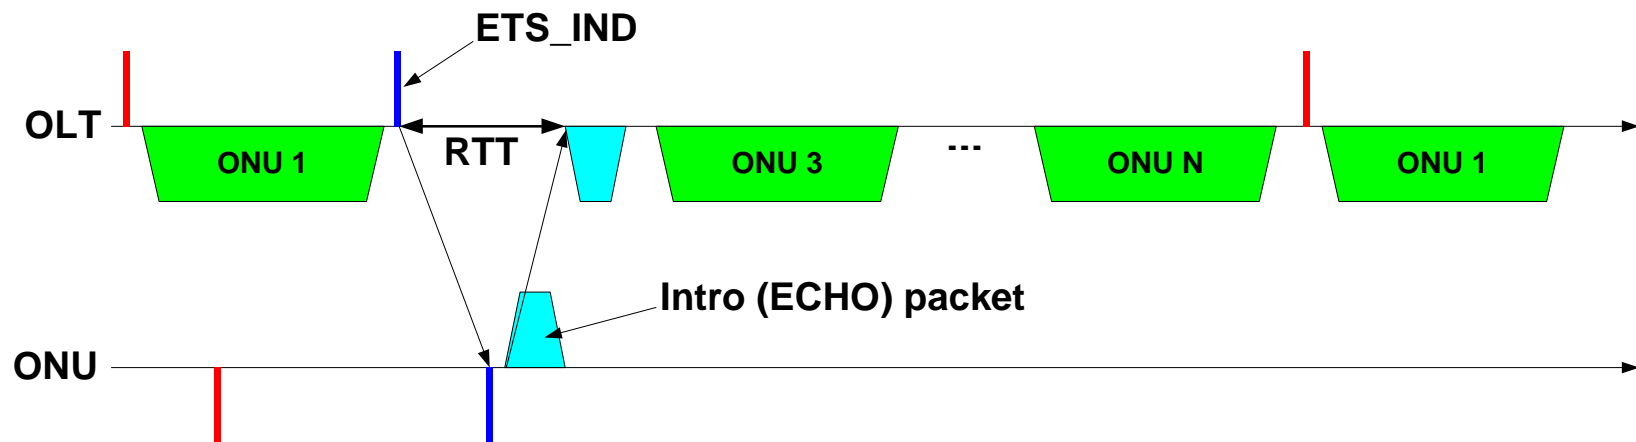 ETS_IND
OLT
RTT
ONU 1
ONU 3
---
ONU N
ONU 1
Intro (ECHO) packet
ONU